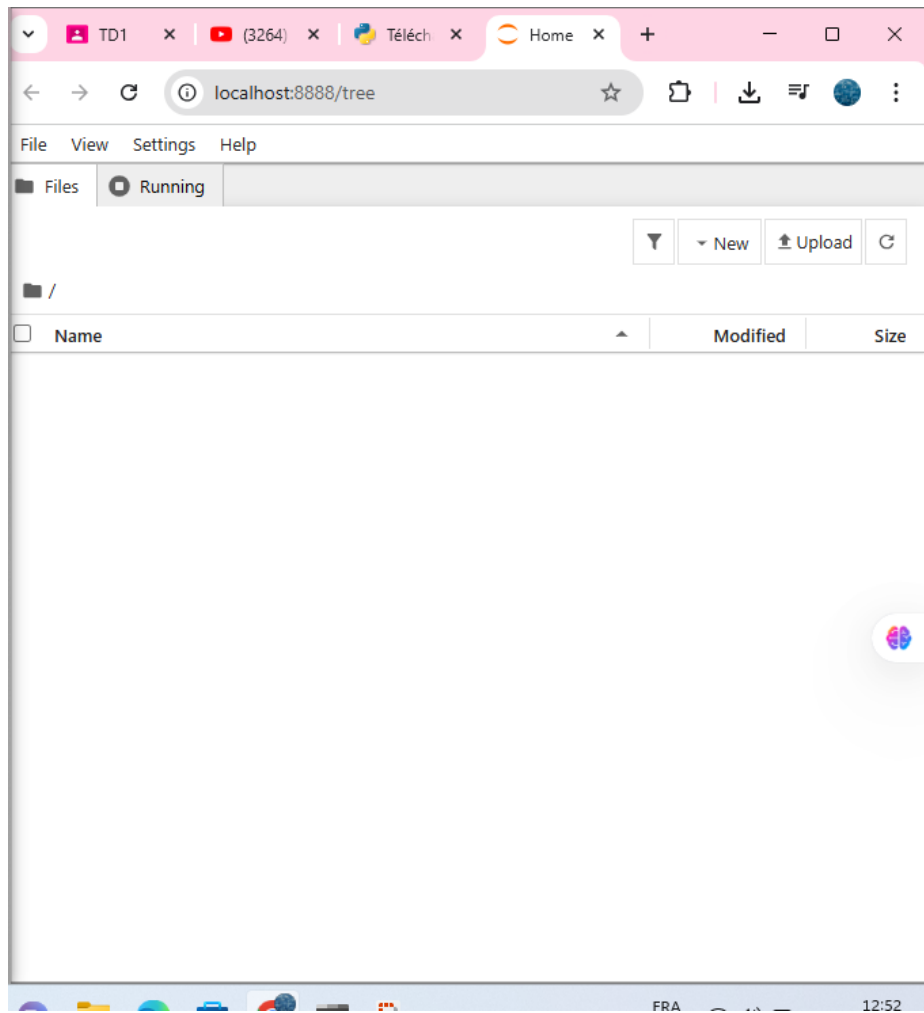 TD1 (3264) Téléch Home
localhost:8888/tree
File View Settings Help
Files Running
New Upload
/
Name Modified Size
FRA 12:52